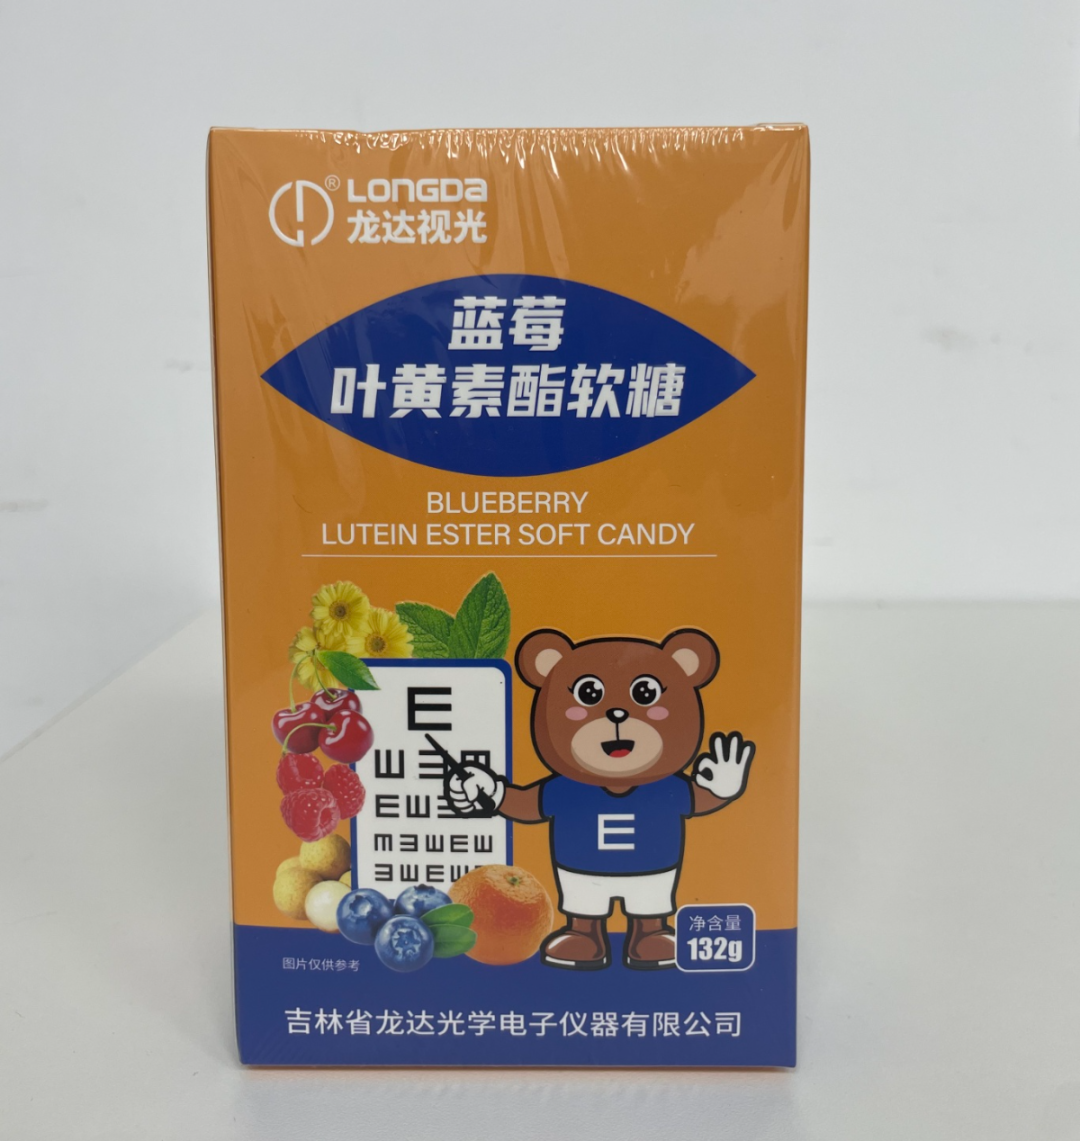 LONGDA
龙达视光
®
蓝莓
叶黄素酯软糖
BLUEBERRY
LUTEIN ESTER SOFT CANDY
E
E
净含量
132g
图片仅供参考
吉林省龙达光学电子仪器有限公司